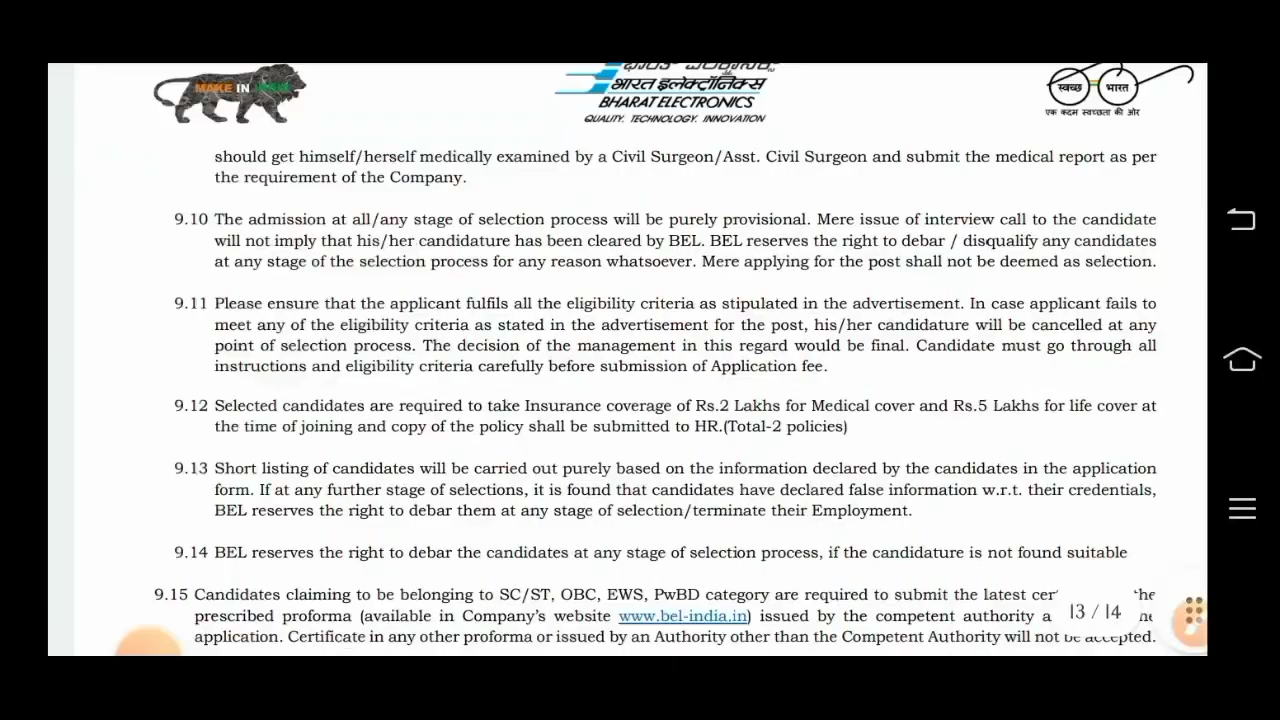 MAKE IN
भारत इलेक्ट्रॉनिक्स
BHARAT ELECTRONICS
QUALITY. TECHNOLOGY. INNOVATION
स्वच्छ भारत
एक कदम स्वच्छता की ओर
should get himself/herself medically examined by a Civil Surgeon/Asst. Civil Surgeon and submit the medical report as per
the requirement of the Company.
9.10 The admission at all/any stage of selection process will be purely provisional. Mere issue of interview call to the candidate
will not imply that his/her candidature has been cleared by BEL. BEL reserves the right to debar / disqualify any candidates
at any stage of the selection process for any reason whatsoever. Mere applying for the post shall not be deemed as selection.
9.11 Please ensure that the applicant fulfils all the eligibility criteria as stipulated in the advertisement. In case applicant fails to
meet any of the eligibility criteria as stated in the advertisement for the post, his/her candidature will be cancelled at any
point of selection process. The decision of the management in this regard would be final. Candidate must go through all
instructions and eligibility criteria carefully before submission of Application fee.
9.12 Selected candidates are required to take Insurance coverage of Rs.2 Lakhs for Medical cover and Rs.5 Lakhs for life cover at
the time of joining and copy of the policy shall be submitted to HR.(Total-2 policies)
9.13 Short listing of candidates will be carried out purely based on the information declared by the candidates in the application
form. If at any further stage of selections, it is found that candidates have declared false information w.r.t. their credentials,
BEL reserves the right to debar them at any stage of selection/terminate their Employment.
9.14 BEL reserves the right to debar the candidates at any stage of selection process, if the candidature is not found suitable
9.15 Candidates claiming to be belonging to SC/ST, OBC, EWS, PwBD category are required to submit the latest
prescribed proforma (available in Company's website www.bel-india.in) issued by the competent authority
13 / 14
application. Certificate in any other proforma or issued by an Authority other than the Competent Authority will not be accepted.